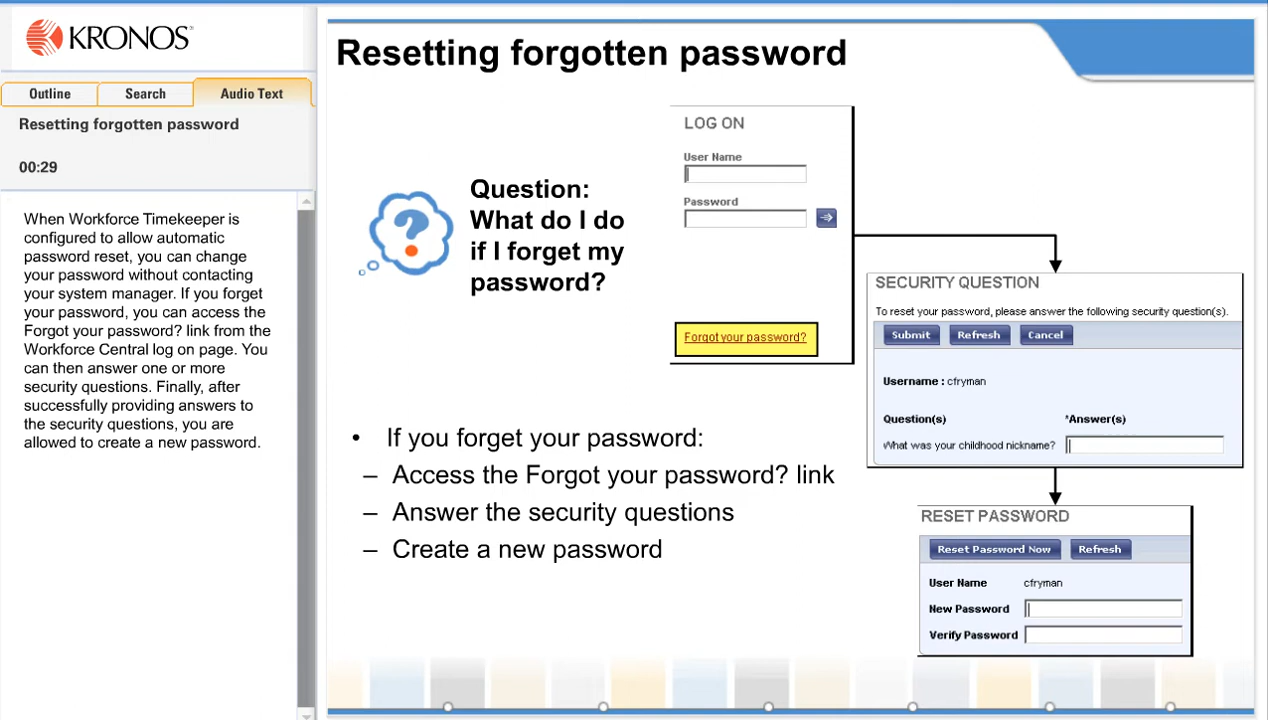 KRONOS
Outline
Search
Audio Text
Resetting forgotten password
00:29
When Workforce Timekeeper is
configured to allow automatic
password reset, you can change
your password without contacting
your system manager. If you forget
your password, you can access the
Forgot your password? link from the
Workforce Central log on page. You
can then answer one or more
security questions. Finally, after
successfully providing answers to
the security questions, you are
allowed to create a new password.
Resetting forgotten password
Question:
What do I do
if I forget my
password?
LOG ON
User Name
Password
Forgot your password?
SECURITY QUESTION
To reset your password, please answer the following security question(s).
Submit
Refresh
Cancel
Username : cfryman
Question(s) *Answer(s)
What was your childhood nickname?
• If you forget your password:
– Access the Forgot your password? link
– Answer the security questions
– Create a new password
RESET PASSWORD
Reset Password Now
Refresh
User Name cfryman
New Password
Verify Password